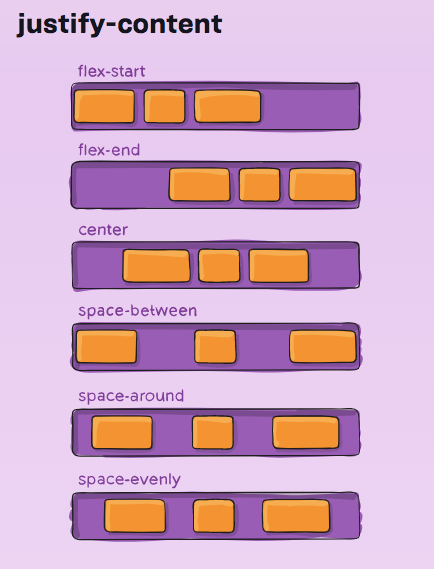 justify-content
flex-start
flex-end
center
space-between
space-around
space-evenly